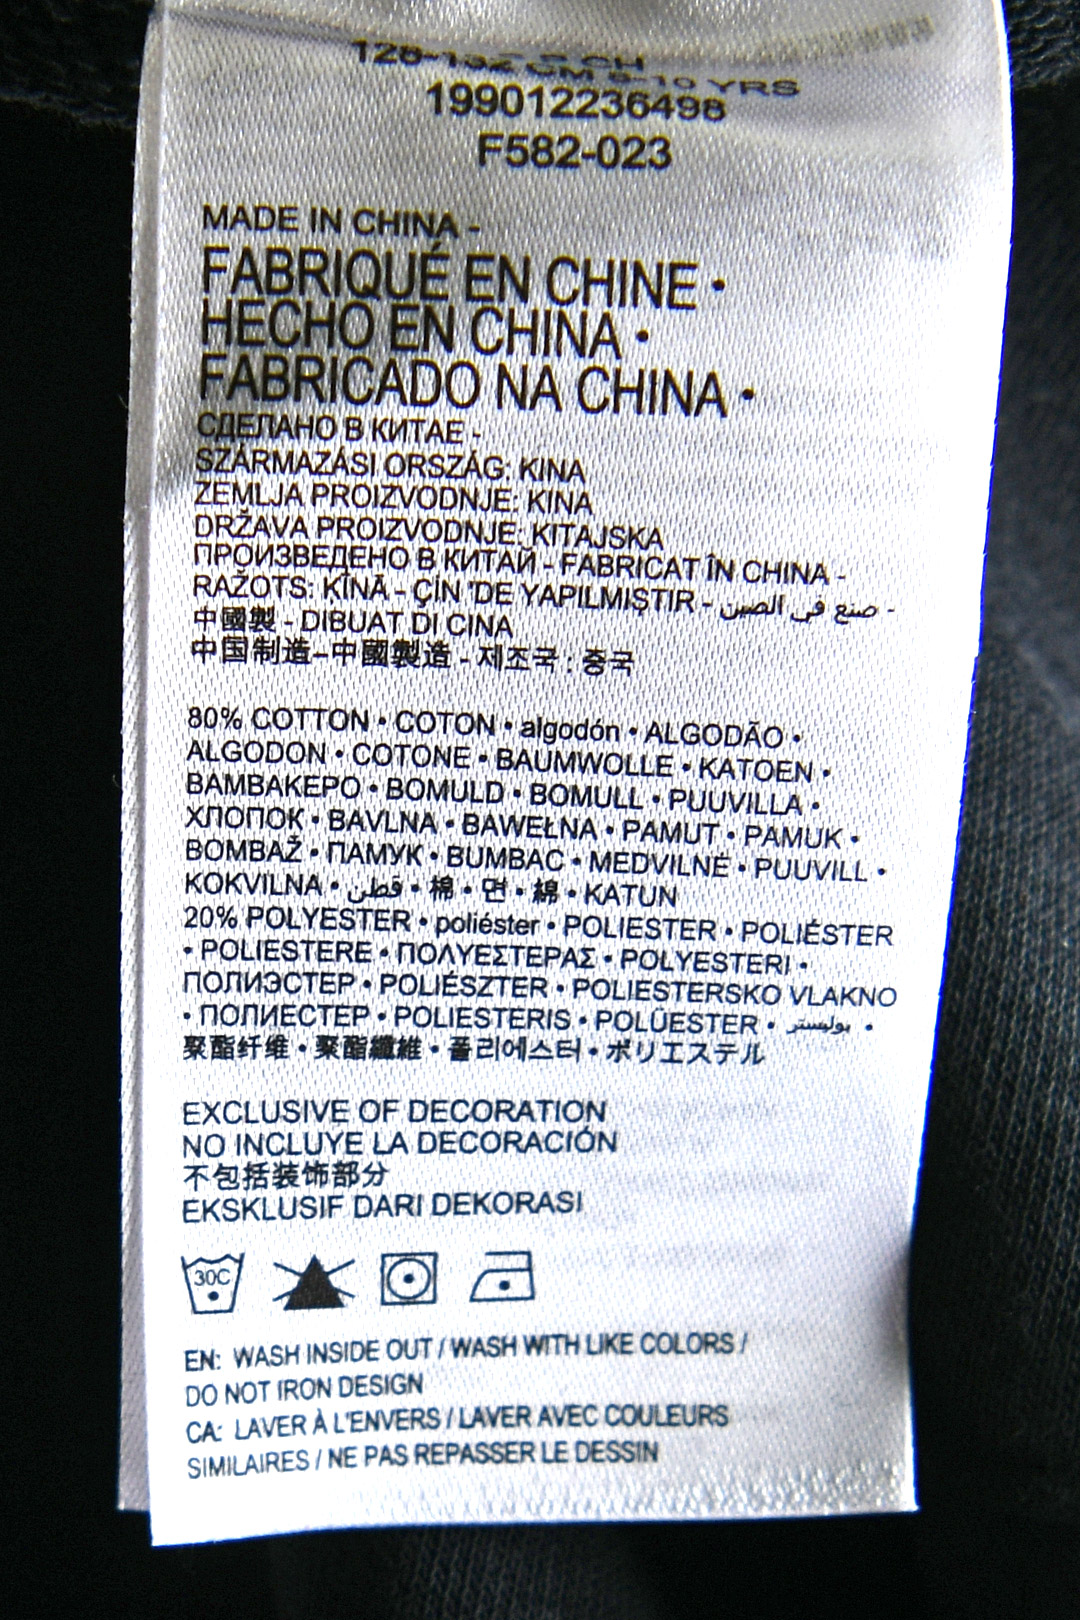 128-132 CM 9-10 YRS
199012236498
F582-023
MADE IN CHINA -
FABRIQUÉ EN CHINE •
HECHO EN CHINA •
FABRICADO NA CHINA •
СДЕЛАНО В КИТАЕ -
SZÁRMAZÁSI ORSZÁG: KINA
ZEMLJA PROIZVODNJE: KINA
DRŽAVA PROIZVODNJE: KITAJSKA
ПРОИЗВЕДЕНО В КИТАЙ - FABRICAT ÎN CHINA -
RAŽOTS: KĪNĀ - ÇİN 'DE YAPILMIŞTIR - صنع في الصين -
中國製 - DIBUAT DI CINA
中国制造–中國製造 - 제조국 : 중국
80% COTTON • COTON • algodón • ALGODÃO •
ALGODON • COTONE • BAUMWOLLE • KATOEN •
ΒΑΜΒΑΚΕΡΟ • BOMULD • BOMULL • PUUVILLA •
ХЛОПОК • BAVLNA • BAWEŁNA • PAMUT • PAMUK •
BOMBAŽ • ПАМУК • BUMBAC • MEDVILNĖ • PUUVILL •
KOKVILNA • قطن • 棉 • 면 • 綿 • KATUN
20% POLYESTER • poliéster • POLIESTER • POLIÉSTER
• POLIESTERE • ΠΟΛΥΕΣΤΕΡΑΣ • POLYESTERI •
ПОЛИЭСТЕР • POLIÉSZTER • POLIESTERSKO VLAKNO
• ПОЛИЕСТЕР • POLIESTERIS • POLÜESTER • بوليستر •
聚酯纤维 • 聚酯纖維 • 폴리에스터 • ポリエステル
EXCLUSIVE OF DECORATION
NO INCLUYE LA DECORACIÓN
不包括装饰部分
EKSKLUSIF DARI DEKORASI
30C
EN: WASH INSIDE OUT / WASH WITH LIKE COLORS /
DO NOT IRON DESIGN
CA: LAVER À L'ENVERS / LAVER AVEC COULEURS
SIMILAIRES / NE PAS REPASSER LE DESSIN